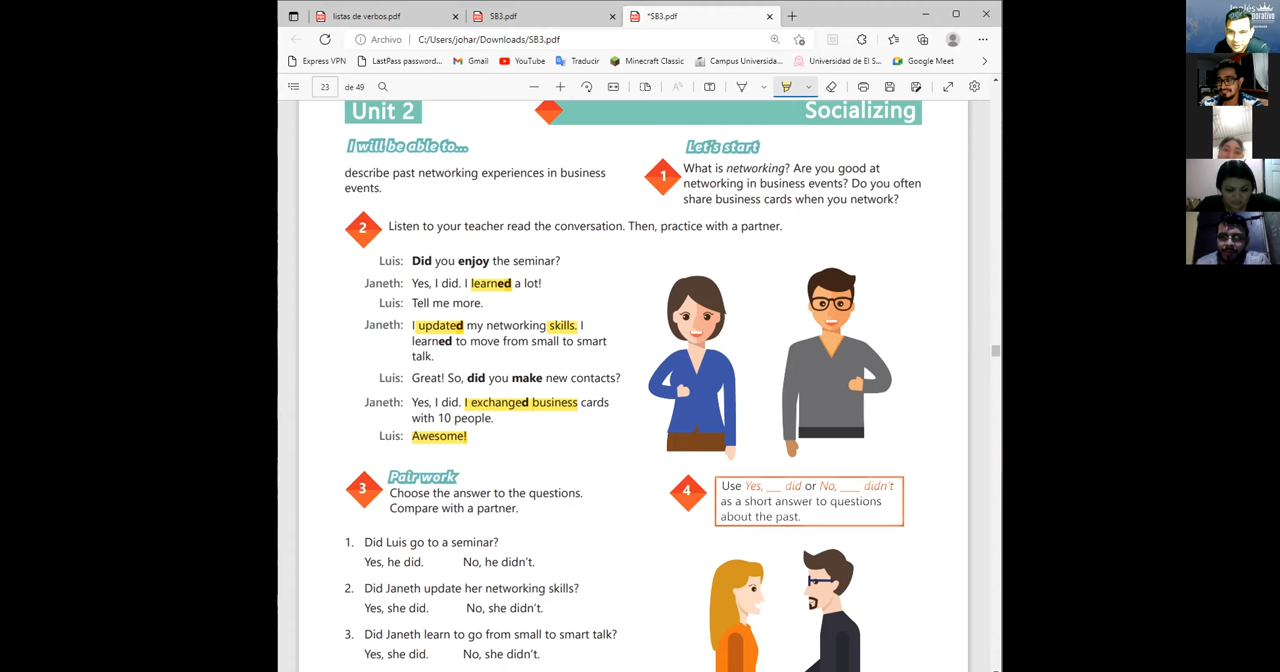 listas de verbos.pdf
SB3.pdf
*SB3.pdf
Archivo
C:/Users/johar/Downloads/SB3.pdf
Express VPN
LastPass password...
Gmail
YouTube
Traducir
Minecraft Classic
Campus Universida...
Universidad de El S...
Google Meet
23
de 49
Unit 2
Socializing
I will be able to...
describe past networking experiences in business
events.
Let's start
1
What is networking? Are you good at
networking in business events? Do you often
share business cards when you network?
2
Listen to your teacher read the conversation. Then, practice with a partner.
Luis: Did you enjoy the seminar?
Janeth: Yes, I did. I learned a lot!
Luis: Tell me more.
Janeth: I updated my networking skills. I
learned to move from small to smart
talk.
Luis: Great! So, did you make new contacts?
Janeth: Yes, I did. I exchanged business cards
with 10 people.
Luis: Awesome!
3
Pair work
Choose the answer to the questions.
Compare with a partner.
4
Use Yes, __ did or No, ___ didn't
as a short answer to questions
about the past.
1. Did Luis go to a seminar?
Yes, he did. No, he didn't.
2. Did Janeth update her networking skills?
Yes, she did. No, she didn't.
3. Did Janeth learn to go from small to smart talk?
Yes, she did. No, she didn't.
Inglés